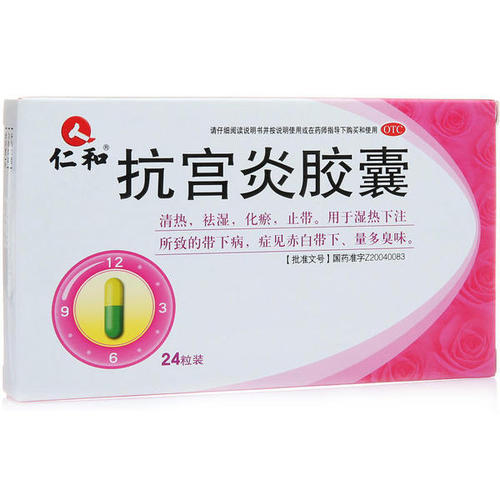 仁和®
请仔细阅读说明书并按说明使用或在药师指导下购买和使用 OTC
抗宫炎胶囊
清热，祛湿，化瘀，止带。用于湿热下注
所致的带下病，症见赤白带下、量多臭味。
【批准文号】国药准字Z20040083
12
9 3
6
24粒装